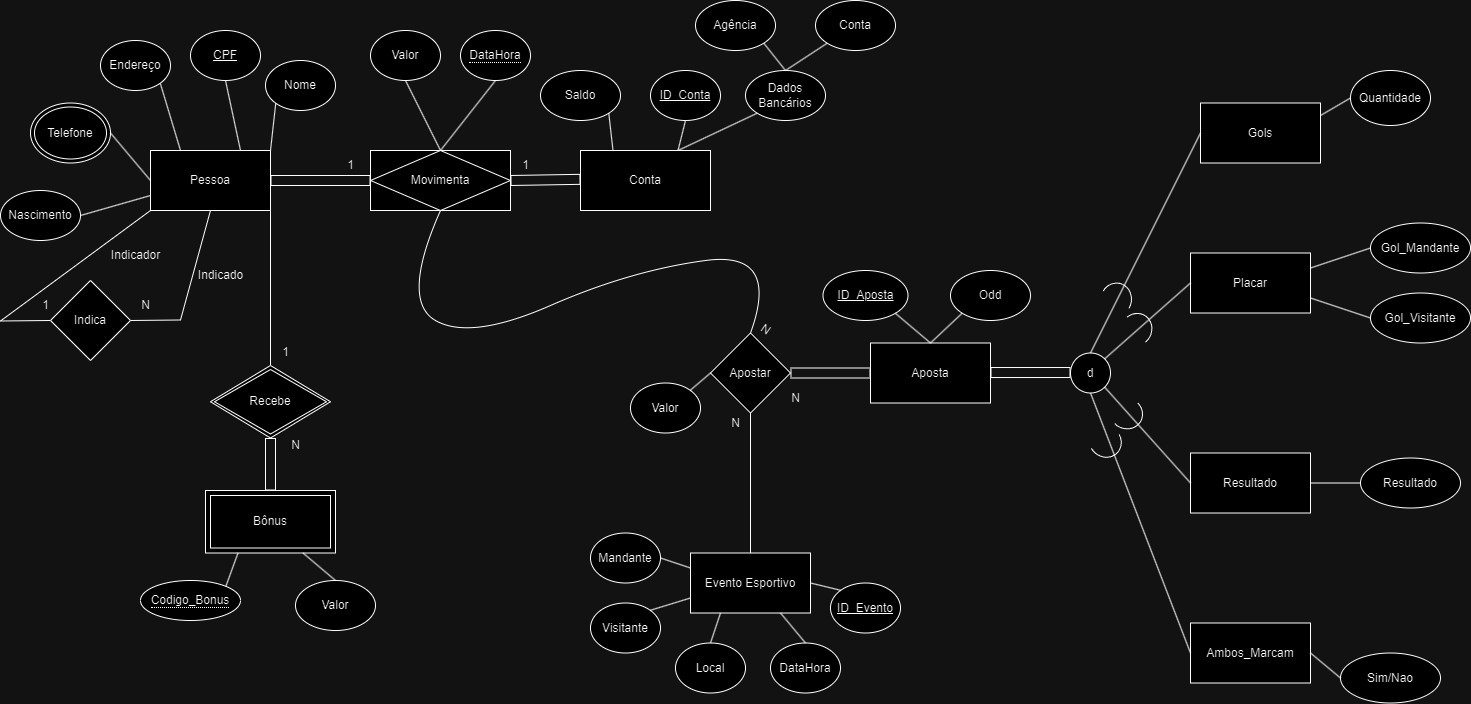 Agência
Conta
CPF
Valor
DataHora
Endereço
Nome
Saldo
ID_Conta
Dados
Bancários
Quantidade
Telefone
Gols
1
1
Pessoa
Movimenta
Conta
Nascimento
Indicador
Indicado
Gol_Mandante
Placar
ID_Aposta
Odd
1
N
Indica
Gol_Visitante
N
1
Apostar
Aposta
d
Recebe
N
Valor
N
N
Resultado
Resultado
Bônus
Mandante
Evento Esportivo
Codigo_Bonus
Valor
ID_Evento
Visitante
Ambos_Marcam
Local
DataHora
Sim/Nao